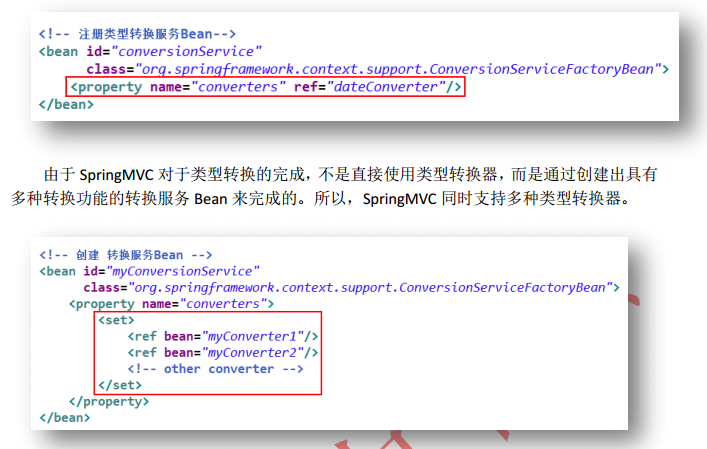 <!-- 注册类型转换服务Bean-->
<bean id="conversionService"
class="org.springframework.context.support.ConversionServiceFactoryBean">
<property name="converters" ref="dateConverter"/>
</bean>
由于 SpringMVC 对于类型转换的完成，不是直接使用类型转换器，而是通过创建出具有
多种转换功能的转换服务 Bean 来完成的。所以，SpringMVC 同时支持多种类型转换器。
<!-- 创建 转换服务Bean -->
<bean id="myConversionService"
class="org.springframework.context.support.ConversionServiceFactoryBean">
<property name="converters">
<set>
<ref bean="myConverter1"/>
<ref bean="myConverter2"/>
<!-- other converter -->
</set>
</property>
</bean>